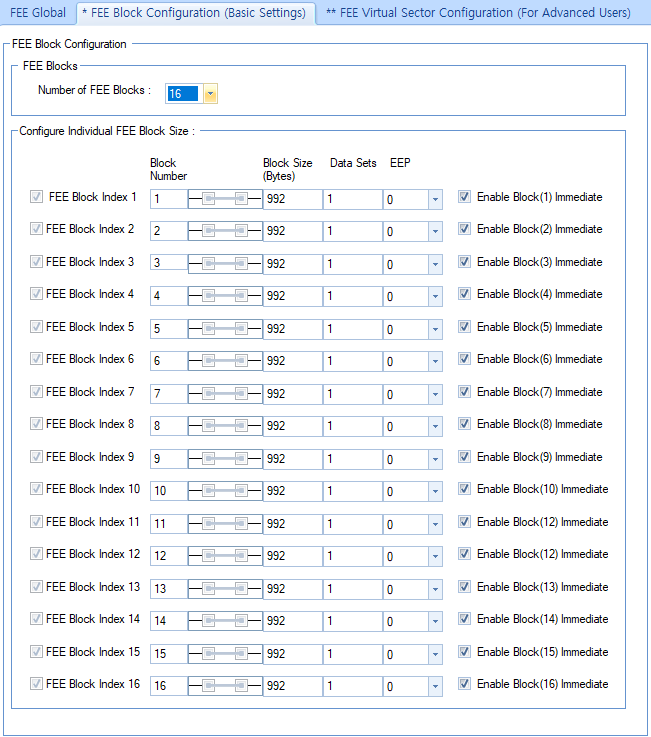 FEE Global * FEE Block Configuration (Basic Settings) ** FEE Virtual Sector Configuration (For Advanced Users)
FEE Block Configuration
FEE Blocks
Number of FEE Blocks : 16
Configure Individual FEE Block Size :
Block Number Block Size (Bytes) Data Sets EEP
FEE Block Index 1 1 992 1 0 Enable Block(1) Immediate
FEE Block Index 2 2 992 1 0 Enable Block(2) Immediate
FEE Block Index 3 3 992 1 0 Enable Block(3) Immediate
FEE Block Index 4 4 992 1 0 Enable Block(4) Immediate
FEE Block Index 5 5 992 1 0 Enable Block(5) Immediate
FEE Block Index 6 6 992 1 0 Enable Block(6) Immediate
FEE Block Index 7 7 992 1 0 Enable Block(7) Immediate
FEE Block Index 8 8 992 1 0 Enable Block(8) Immediate
FEE Block Index 9 9 992 1 0 Enable Block(9) Immediate
FEE Block Index 10 10 992 1 0 Enable Block(10) Immediate
FEE Block Index 11 11 992 1 0 Enable Block(12) Immediate
FEE Block Index 12 12 992 1 0 Enable Block(12) Immediate
FEE Block Index 13 13 992 1 0 Enable Block(13) Immediate
FEE Block Index 14 14 992 1 0 Enable Block(14) Immediate
FEE Block Index 15 15 992 1 0 Enable Block(15) Immediate
FEE Block Index 16 16 992 1 0 Enable Block(16) Immediate